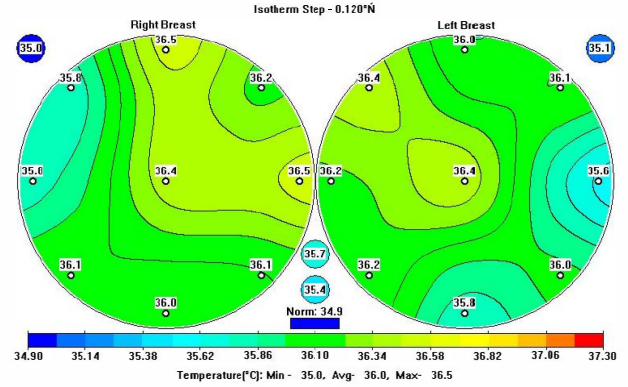 Isotherm Step - 0.120°Ń
Right Breast Left Breast
36.5 36.0
35.0 35.1
35.8 36.2 36.4 36.1
35.0 36.4 36.5 36.2 36.4 35.6
36.1 36.1 36.2 36.0
35.7
35.4
36.0 35.8
Norm: 34.9
34.90 35.14 35.38 35.62 35.86 36.10 36.34 36.58 36.82 37.06 37.30
Temperature[°C]: Min - 35.0, Avg- 36.0, Max- 36.5